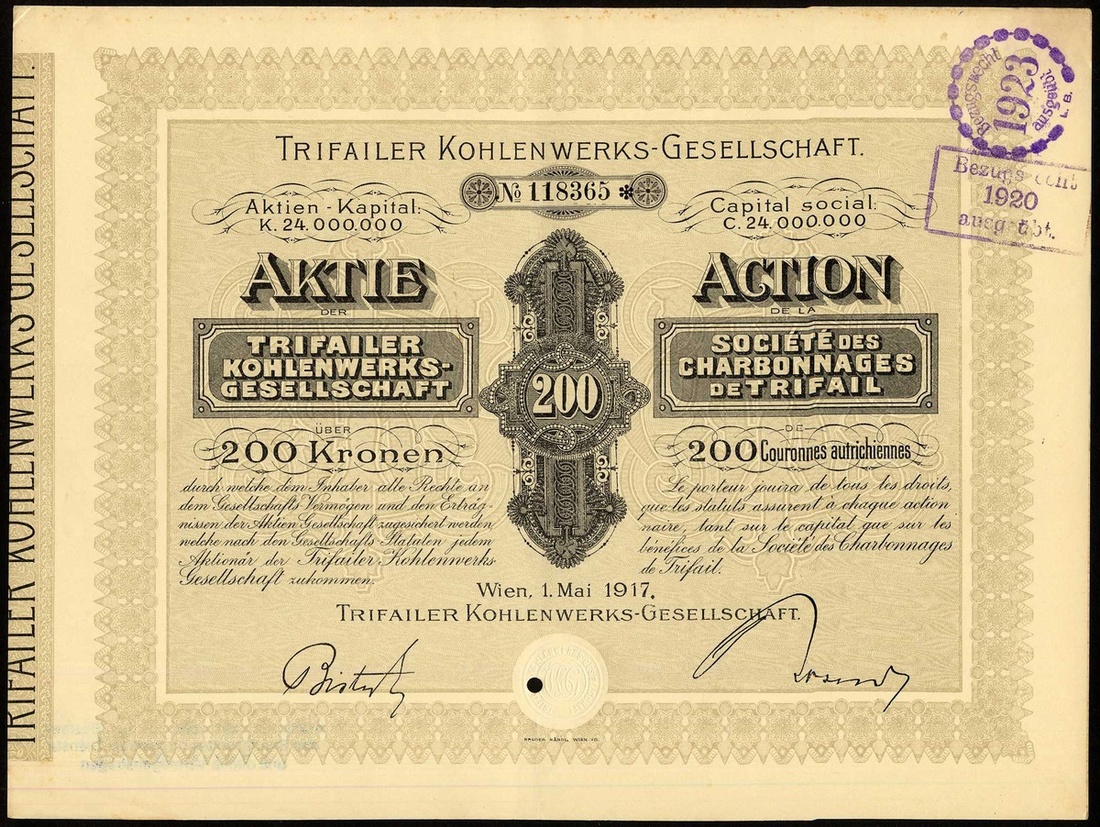 TRIFAILER KOHLENWERKS-GESELLSCHAFT.
TRIFAILER KOHLENWERKS-GESELLSCHAFT.
№ 118365 *
Aktien-Kapital:
K. 24.000.000
AKTIE
DER
TRIFAILER
KOHLENWERKS-
GESELLSCHAFT
ÜBER
200 Kronen
durch welche dem Inhaber alle Rechte an
dem Gesellschafts Vermögen und den Erträg-
nissen der Aktien Gesellschaft zugesichert werden,
welche nach den Gesellschafts Statuten jedem
Aktionär der Trifailer Kohlenwerks-
Gesellschaft zukommen.
200
Capital social:
C. 24.000.000
ACTION
DE LA
SOCIÉTÉ DES
CHARBONNAGES
DE TRIFAIL
DE
200 Couronnes autrichiennes
Le porteur jouira de tous les droits,
que les statuts assurent à chaque action
naire, tant sur le capital que sur les
bénéfices de la Société des Charbonnages
de Trifail.
Wien, 1. Mai 1917.
TRIFAILER KOHLENWERKS-GESELLSCHAFT.
Bezugsrecht
1923
ausgeübt
L. B.
Bezugsrecht
1920
ausgeübt.